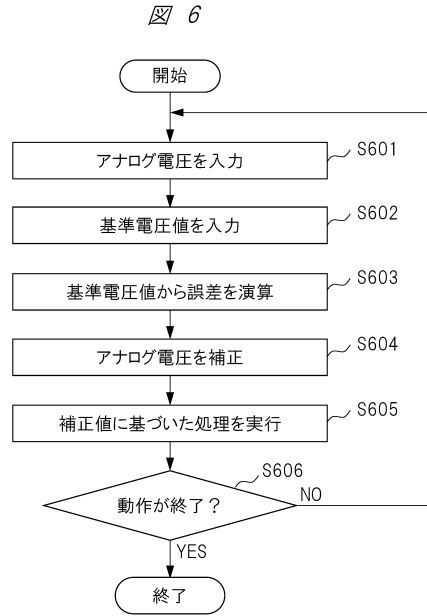 図 6
開始
アナログ電圧を入力
S601
基準電圧値を入力
S602
基準電圧値から誤差を演算
S603
アナログ電圧を補正
S604
補正値に基づいた処理を実行
S605
S606
動作が終了？
NO
YES
終了